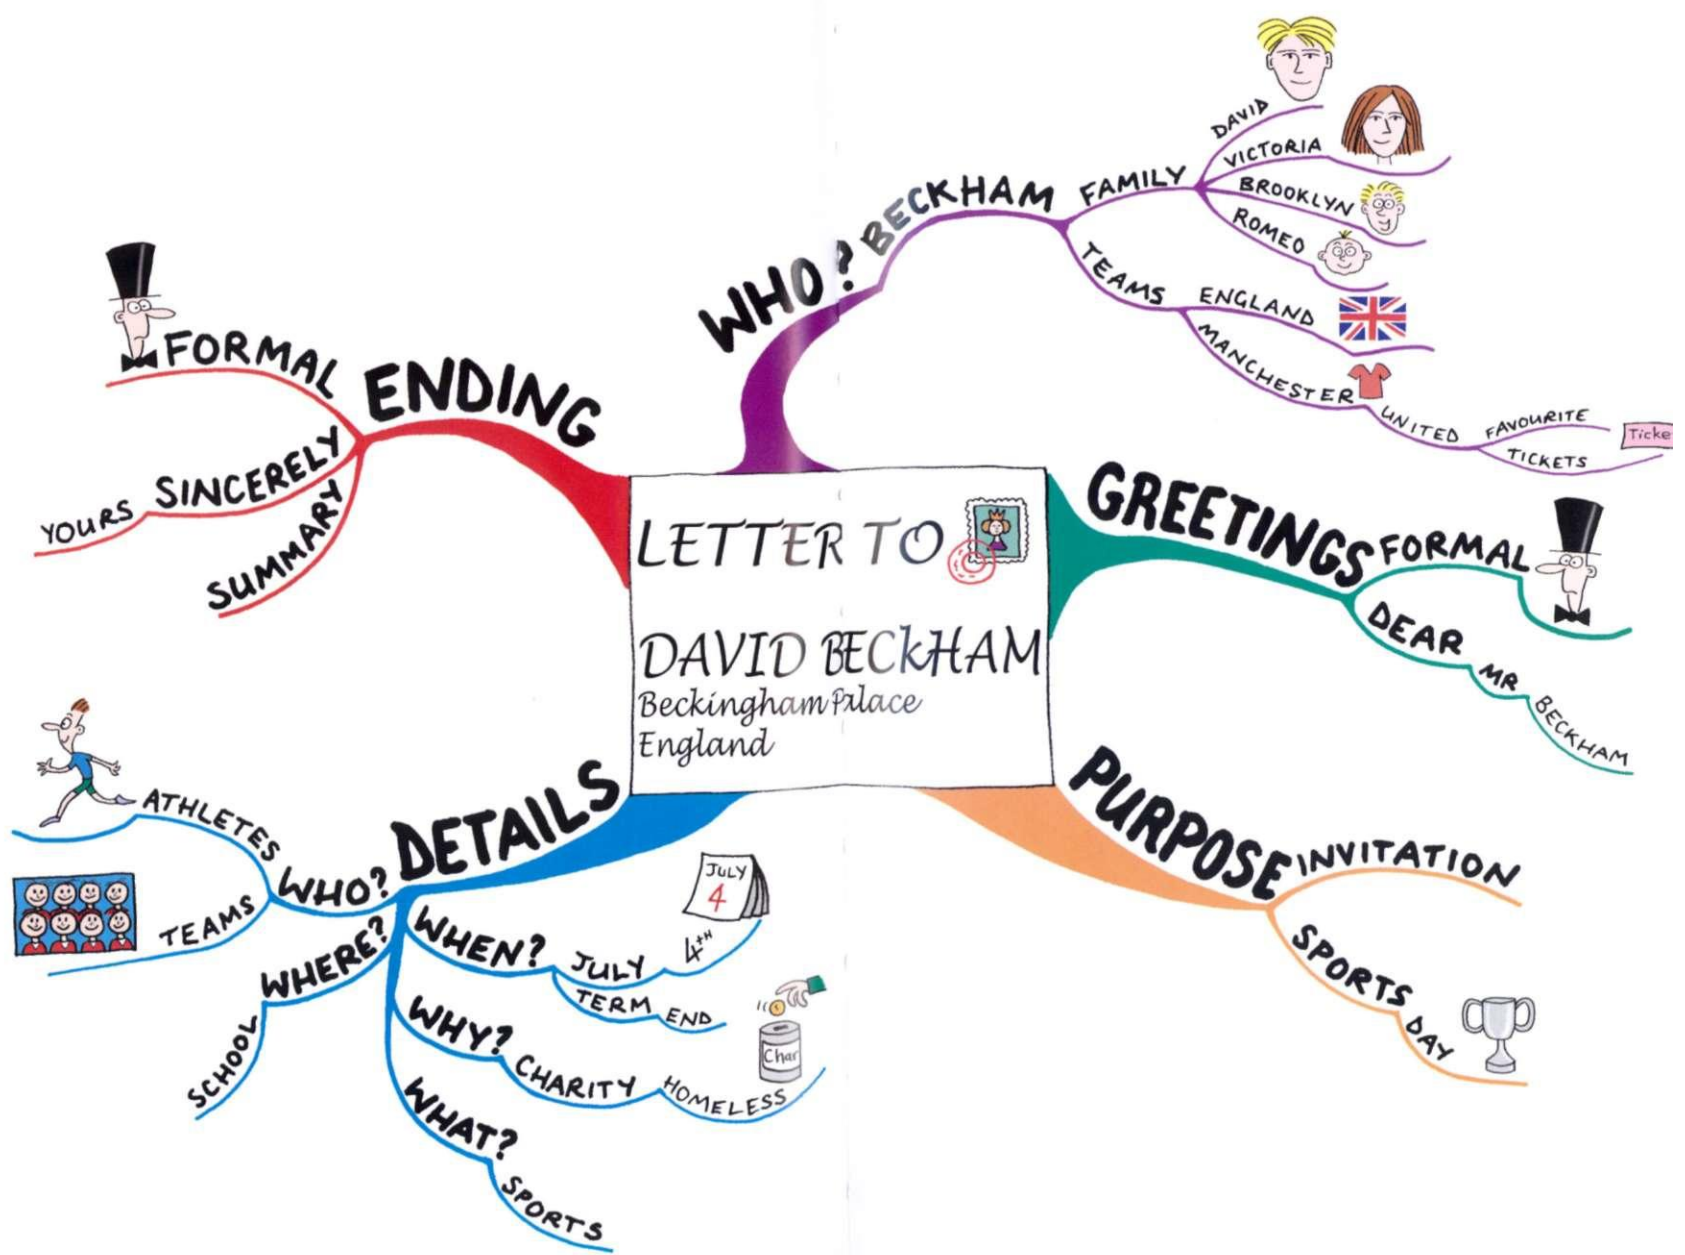 LETTER TO
DAVID BECKHAM
Beckingham Palace
England
WHO?
BECKHAM
FAMILY
DAVID
VICTORIA
BROOKLYN
ROMEO
TEAMS
ENGLAND
MANCHESTER
UNITED
FAVOURITE
TICKETS
Ticke
GREETINGS
FORMAL
DEAR
MR
BECKHAM
PURPOSE
INVITATION
SPORTS
DAY
DETAILS
WHEN?
JULY
4TH
JULY
4
TERM
END
WHY?
CHARITY
HOMELESS
Char
WHAT?
SPORTS
WHERE?
SCHOOL
WHO?
ATHLETES
TEAMS
ENDING
FORMAL
SINCERELY
YOURS
SUMMARY